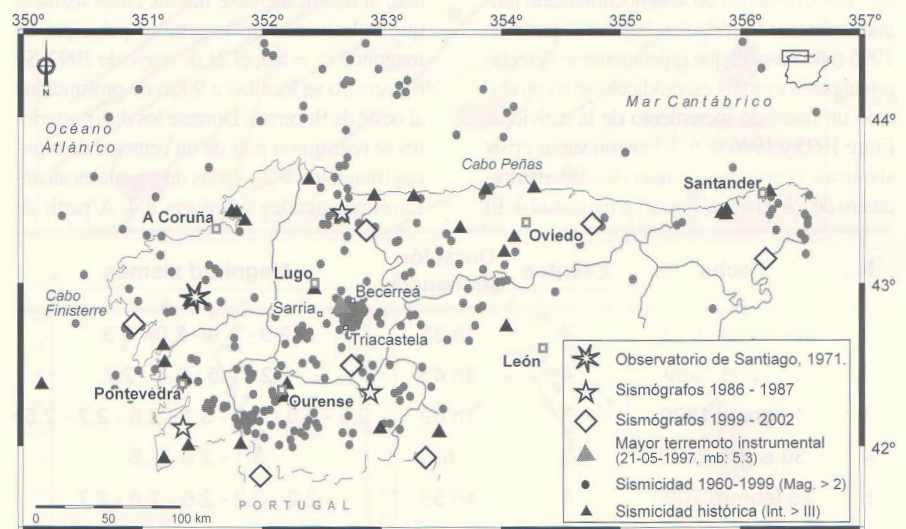 350° 351° 352° 353° 354° 355° 356° 357°
N
Mar Cantábrico
44°
Océano
Atlántico
Cabo Peñas
Santander
A Coruña
Oviedo
Lugo
Becerreá
43°
Cabo
Finisterre
Sarria
Triacastela
León
Pontevedra
Ourense
42°
PORTUGAL
0 50 100 km
Observatorio de Santiago, 1971.
Sismógrafos 1986 - 1987
Sismógrafos 1999 - 2002
Mayor terremoto instrumental
(21-05-1997, mb: 5.3)
Sismicidad 1960-1999 (Mag. > 2)
Sismicidad histórica (Int. > III)